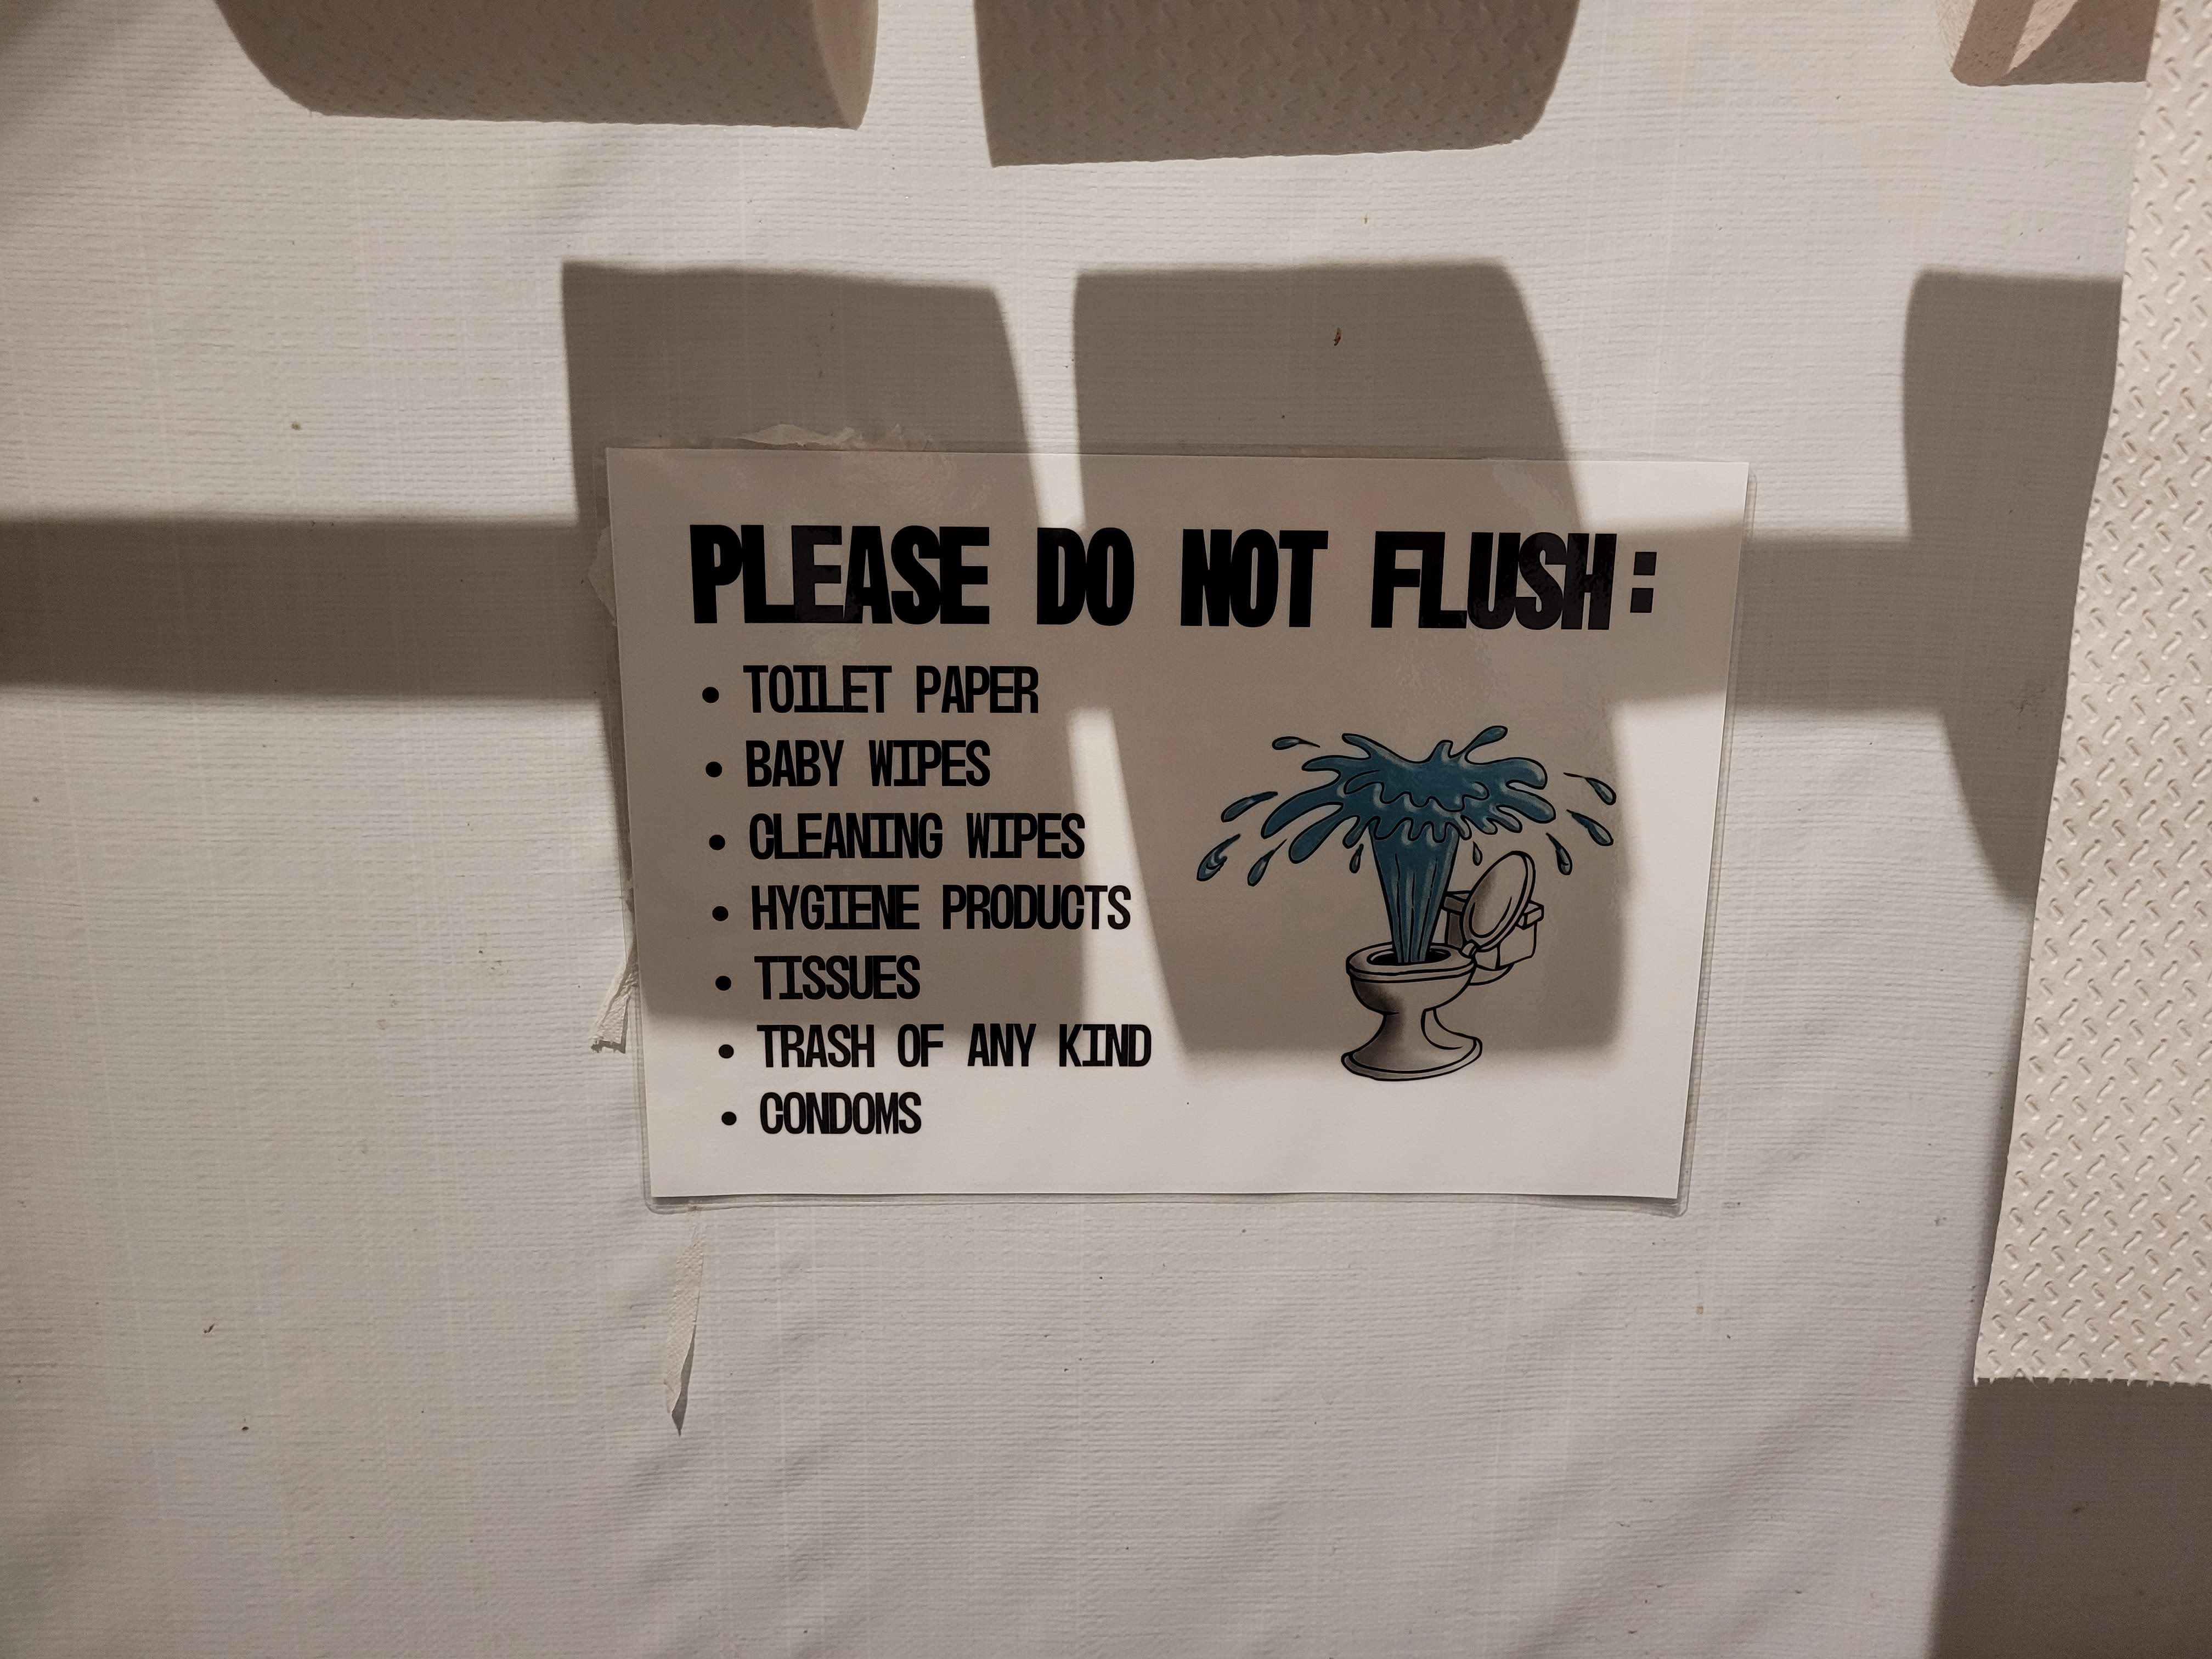 PLEASE DO NOT FLUSH:
• TOILET PAPER
• BABY WIPES
• CLEANING WIPES
• HYGIENE PRODUCTS
• TISSUES
• TRASH OF ANY KIND
• CONDOMS